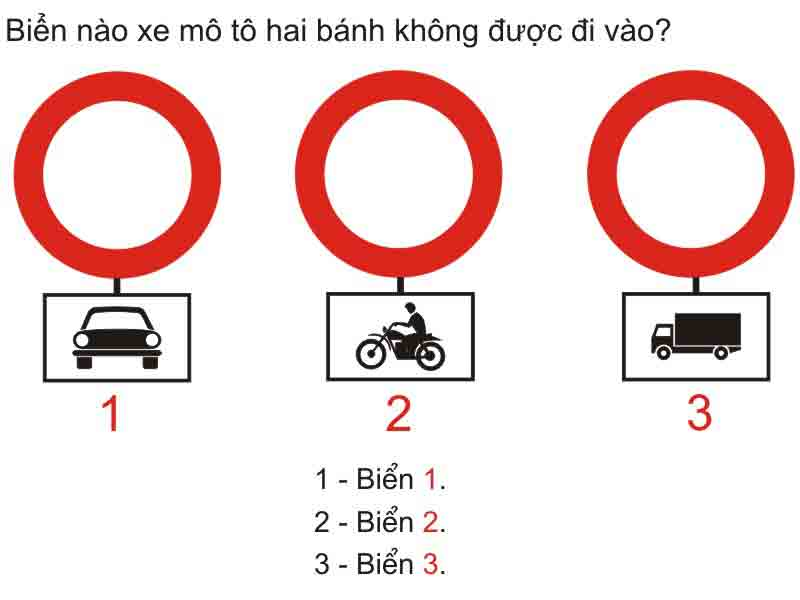 Biển nào xe mô tô hai bánh không được đi vào?
1 2 3
1 - Biển 1.
2 - Biển 2.
3 - Biển 3.